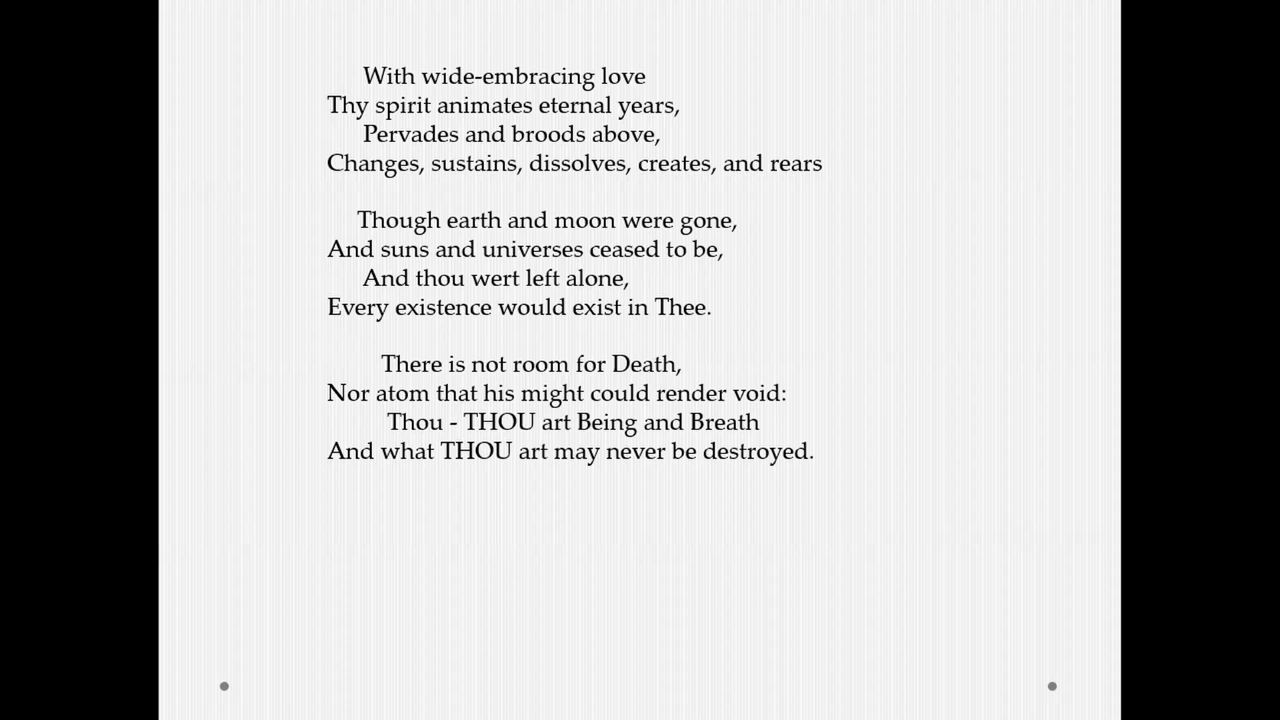 With wide-embracing love
Thy spirit animates eternal years,
Pervades and broods above,
Changes, sustains, dissolves, creates, and rears
Though earth and moon were gone,
And suns and universes ceased to be,
And thou wert left alone,
Every existence would exist in Thee.
There is not room for Death,
Nor atom that his might could render void:
Thou - THOU art Being and Breath
And what THOU art may never be destroyed.